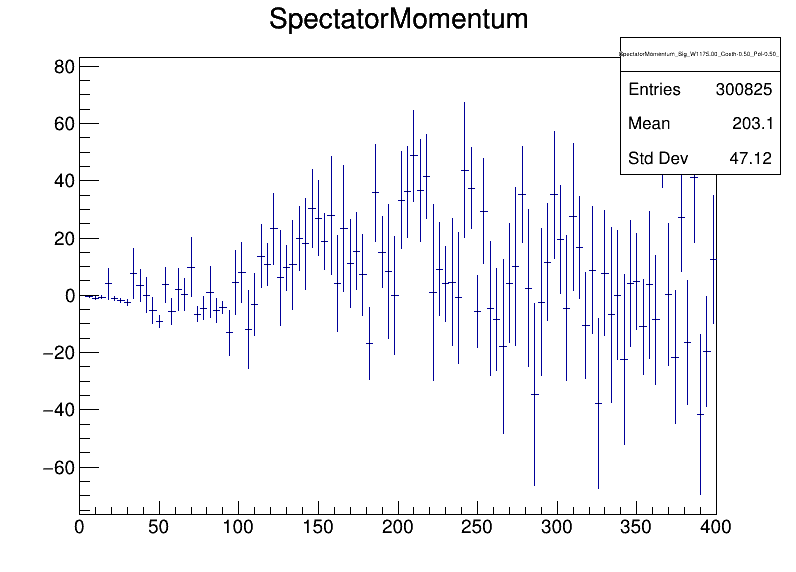 SpectatorMomentum
SpectatorMomentum_Sig_W1175.00_Costh-0.50_Pol-0.50_
Entries 300825
Mean 203.1
Std Dev 47.12
80
60
40
20
0
−20
−40
−60
0 50 100 150 200 250 300 350 400